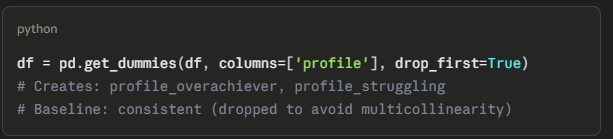 python
df = pd.get_dummies(df, columns=['profile'], drop_first=True)
# Creates: profile_overachiever, profile_struggling
# Baseline: consistent (dropped to avoid multicollinearity)